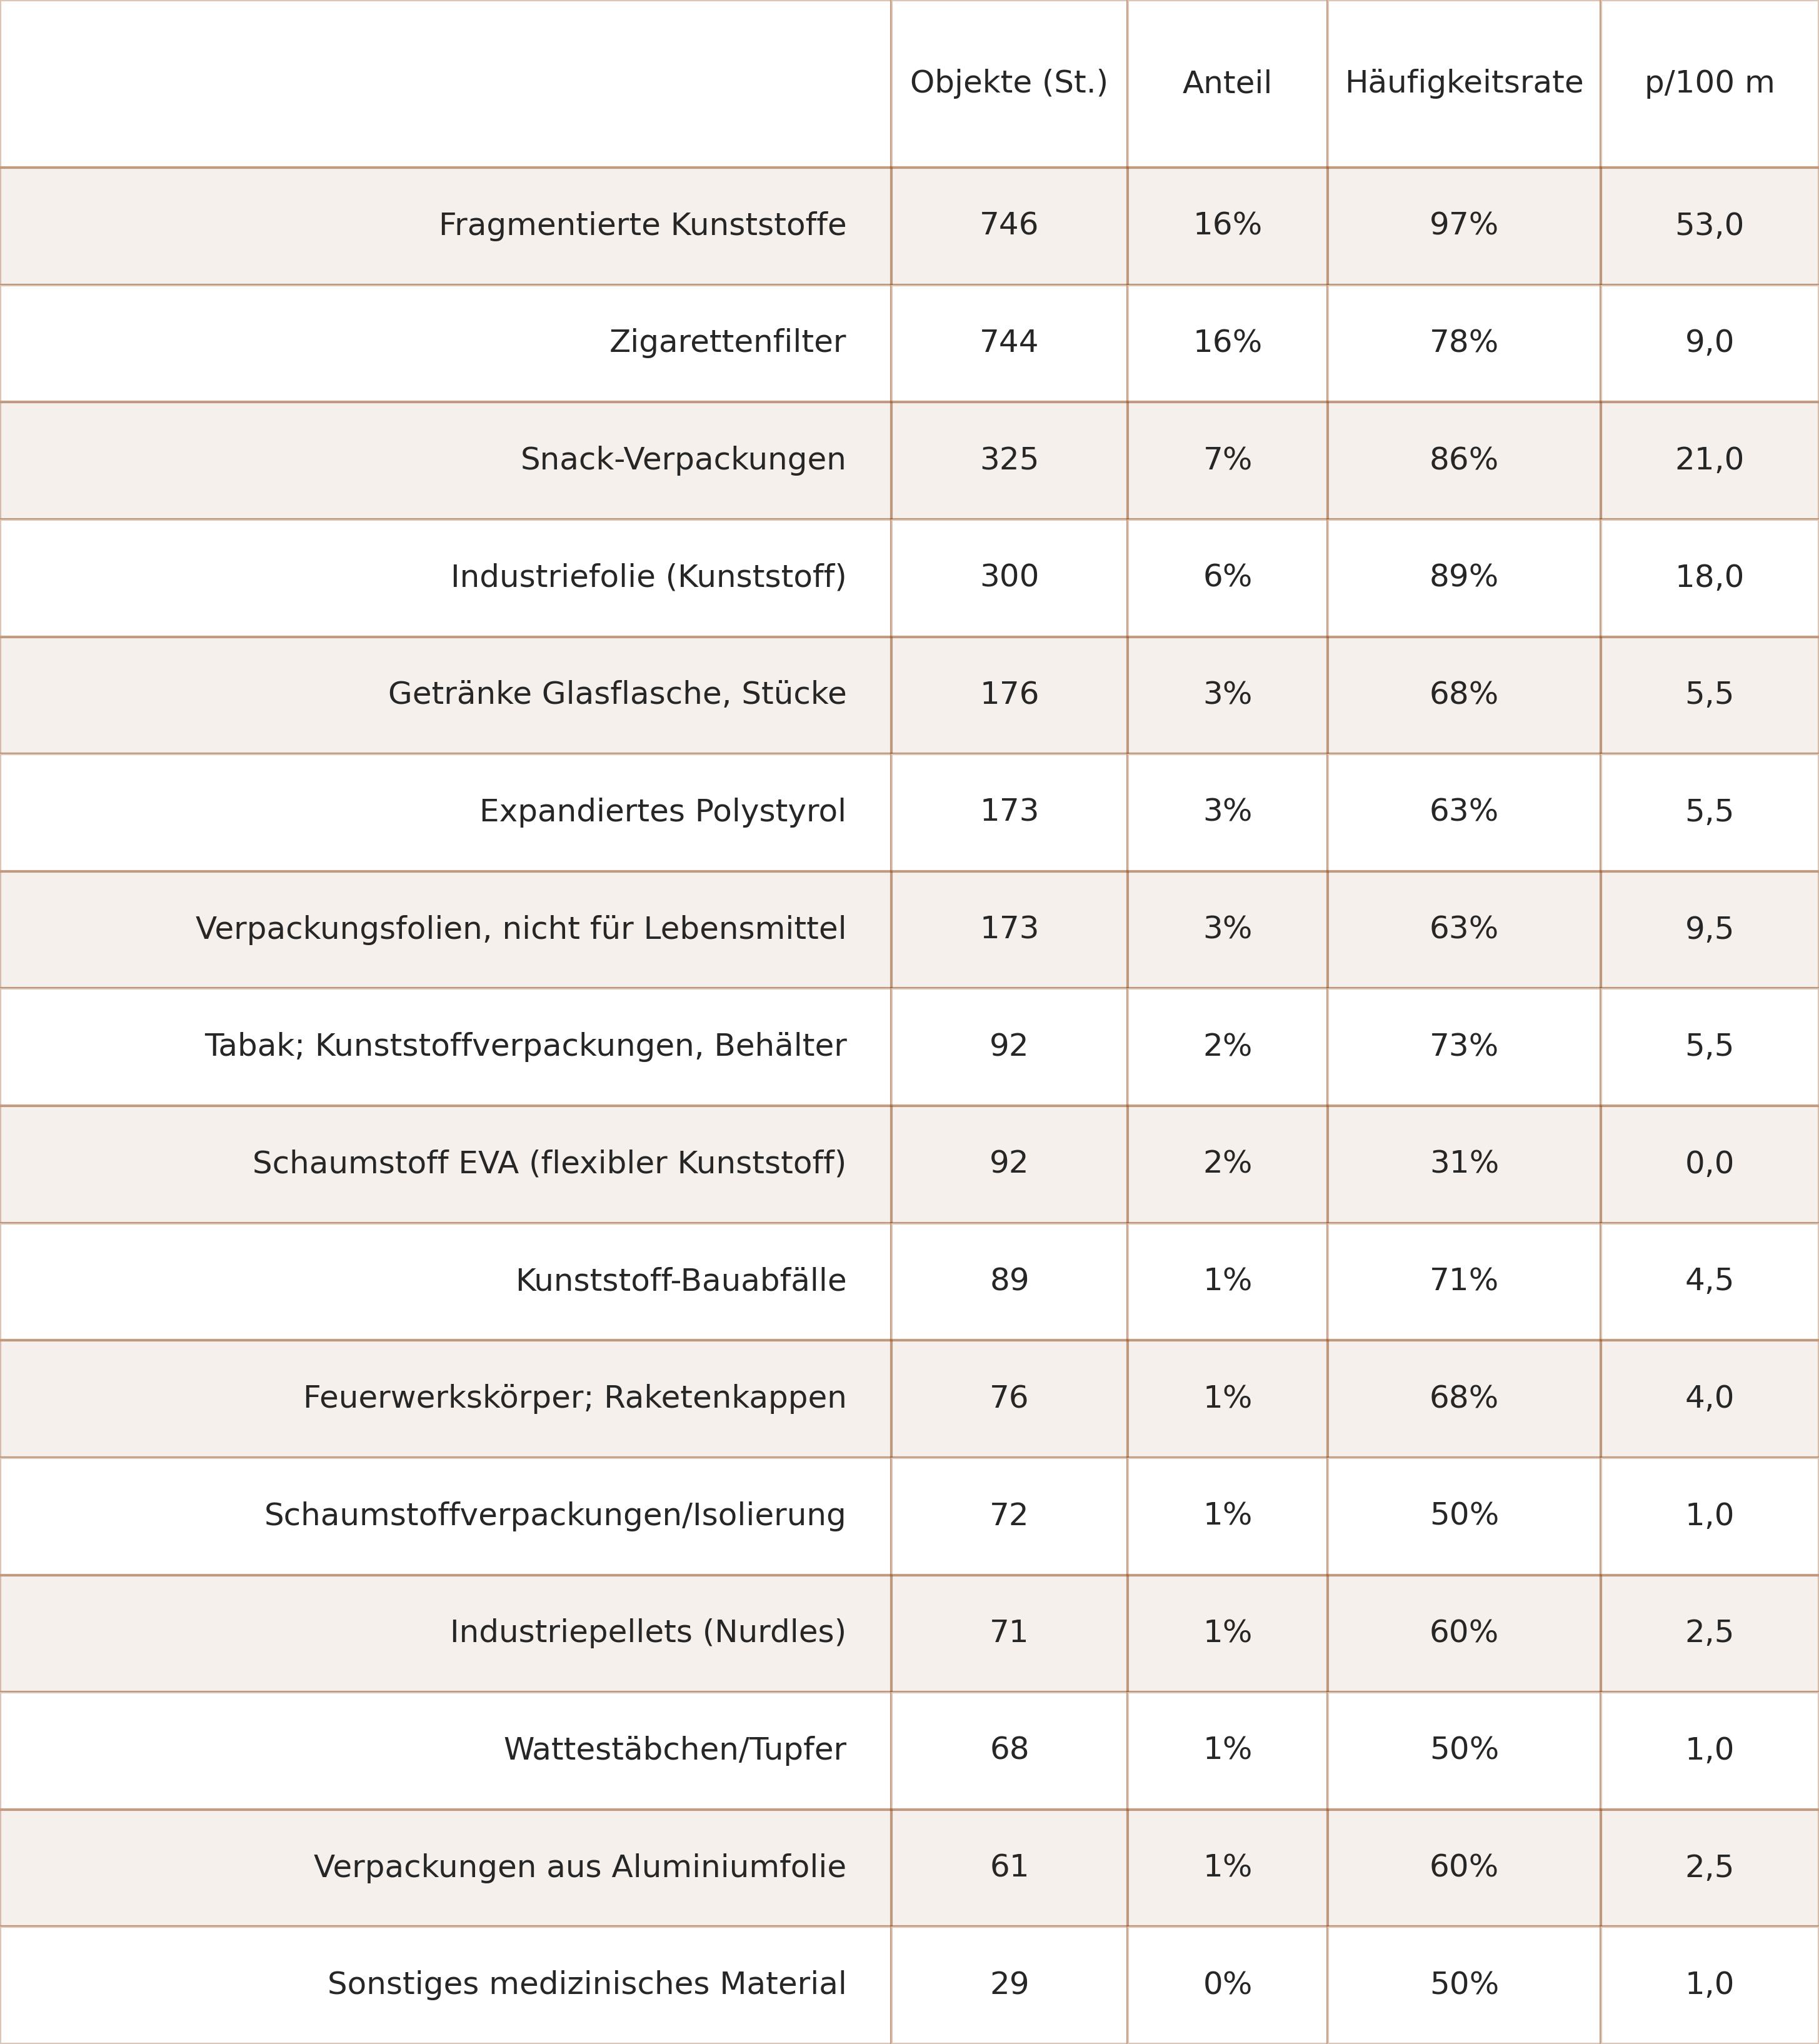 Objekte (St.) Anteil Häufigkeitsrate p/100 m
Fragmentierte Kunststoffe 746 16% 97% 53,0
Zigarettenfilter 744 16% 78% 9,0
Snack-Verpackungen 325 7% 86% 21,0
Industriefolie (Kunststoff) 300 6% 89% 18,0
Getränke Glasflasche, Stücke 176 3% 68% 5,5
Expandiertes Polystyrol 173 3% 63% 5,5
Verpackungsfolien, nicht für Lebensmittel 173 3% 63% 9,5
Tabak; Kunststoffverpackungen, Behälter 92 2% 73% 5,5
Schaumstoff EVA (flexibler Kunststoff) 92 2% 31% 0,0
Kunststoff-Bauabfälle 89 1% 71% 4,5
Feuerwerkskörper; Raketenkappen 76 1% 68% 4,0
Schaumstoffverpackungen/Isolierung 72 1% 50% 1,0
Industriepellets (Nurdles) 71 1% 60% 2,5
Wattestäbchen/Tupfer 68 1% 50% 1,0
Verpackungen aus Aluminiumfolie 61 1% 60% 2,5
Sonstiges medizinisches Material 29 0% 50% 1,0